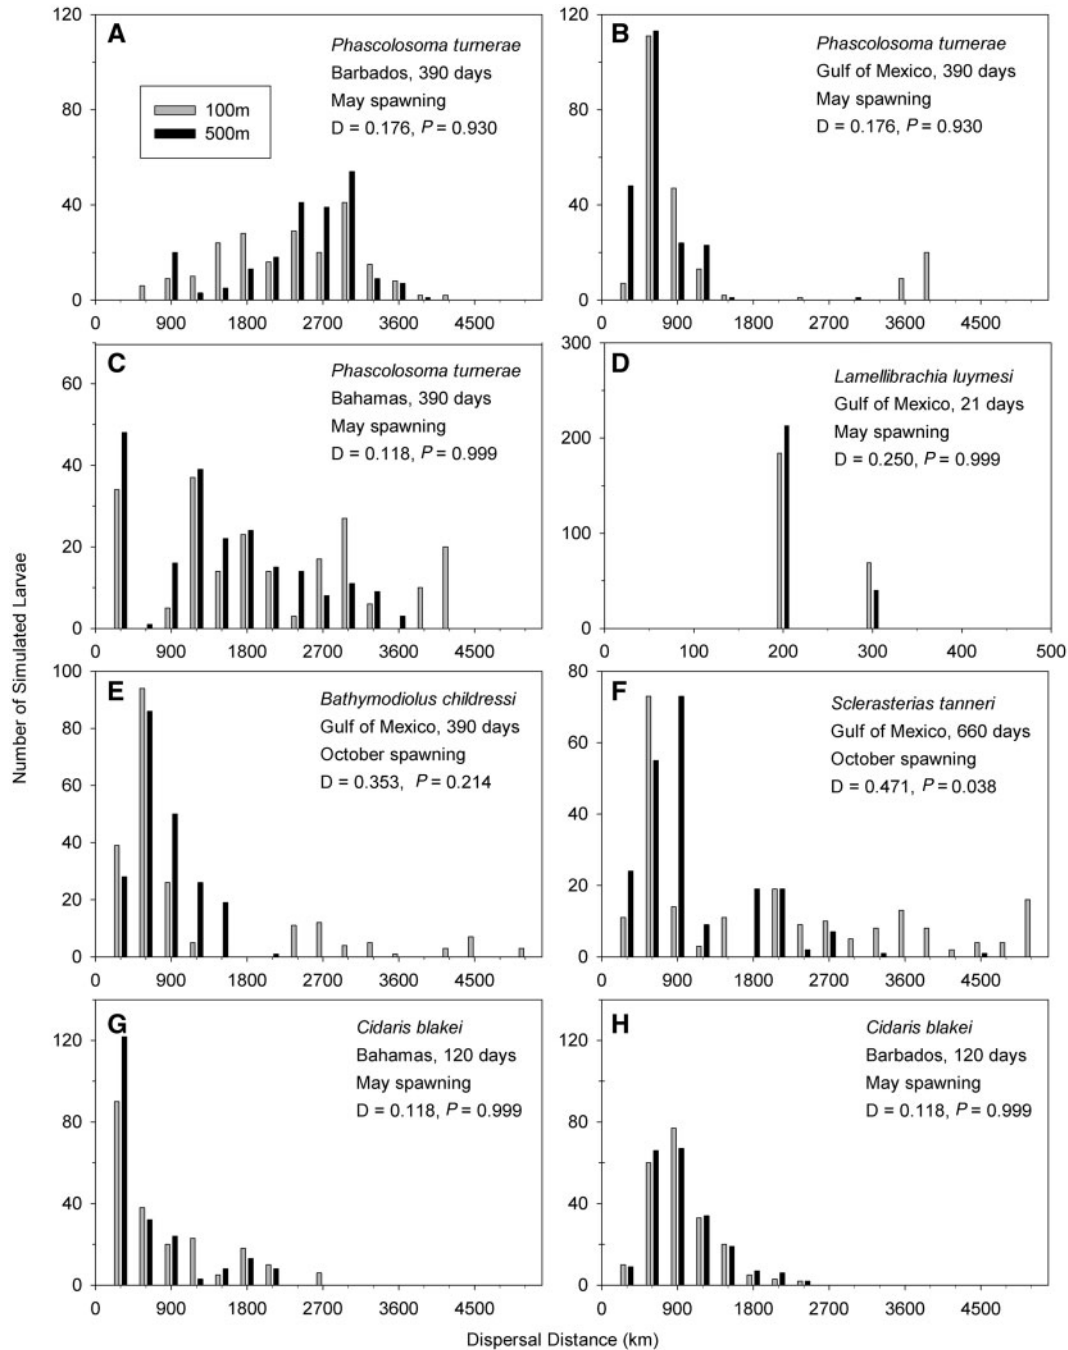 A
Phascolosoma turnerae
Barbados, 390 days
May spawning
D = 0.176, P = 0.930
100m
500m
120
80
40
0
0 900 1800 2700 3600 4500
B
Phascolosoma turnerae
Gulf of Mexico, 390 days
May spawning
D = 0.176, P = 0.930
120
80
40
0
0 900 1800 2700 3600 4500
C
Phascolosoma turnerae
Bahamas, 390 days
May spawning
D = 0.118, P = 0.999
60
40
20
0
0 900 1800 2700 3600 4500
D
Lamellibrachia luymesi
Gulf of Mexico, 21 days
May spawning
D = 0.250, P = 0.999
300
200
100
0
0 100 200 300 400 500
E
Bathymodiolus childressi
Gulf of Mexico, 390 days
October spawning
D = 0.353, P = 0.214
100
80
60
40
20
0
0 900 1800 2700 3600 4500
F
Sclerasterias tanneri
Gulf of Mexico, 660 days
October spawning
D = 0.471, P = 0.038
80
60
40
20
0
0 900 1800 2700 3600 4500
G
Cidaris blakei
Bahamas, 120 days
May spawning
D = 0.118, P = 0.999
120
80
40
0
0 900 1800 2700 3600 4500
H
Cidaris blakei
Barbados, 120 days
May spawning
D = 0.118, P = 0.999
120
80
40
0
0 900 1800 2700 3600 4500
Number of Simulated Larvae
Dispersal Distance (km)